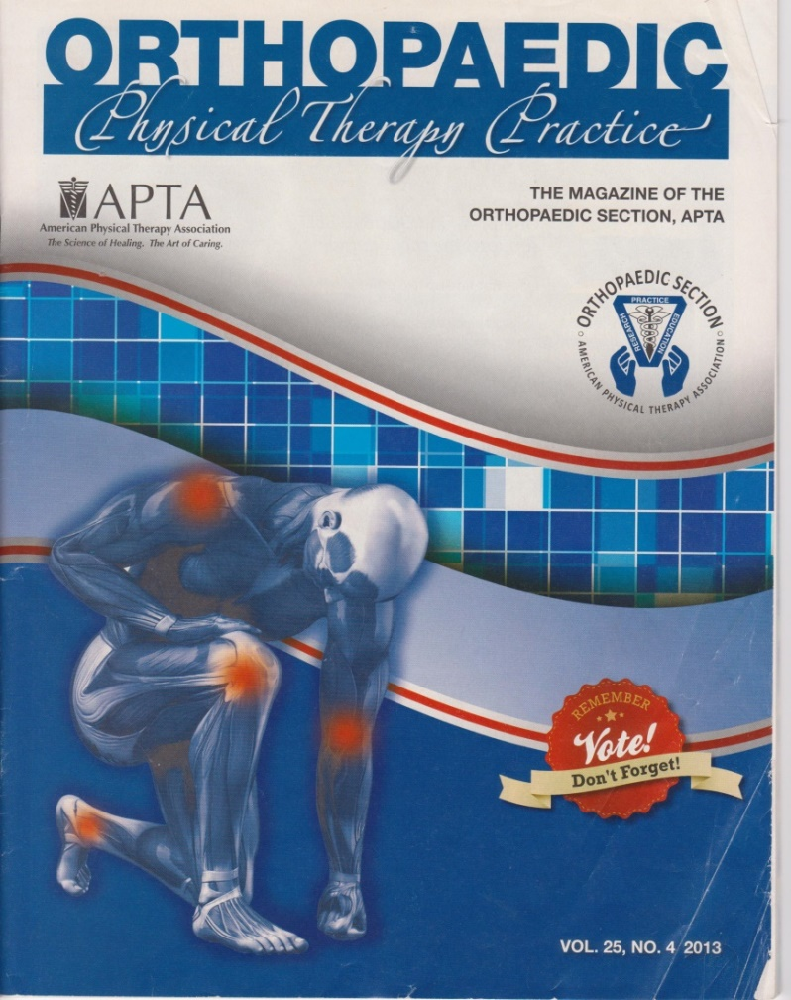 ORTHOPAEDIC
Physical Therapy Practice
APTA
American Physical Therapy Association
The Science of Healing. The Art of Caring.
THE MAGAZINE OF THE
ORTHOPAEDIC SECTION, APTA
ORTHOPAEDIC SECTION
PRACTICE
RESEARCH
EDUCATION
AMERICAN PHYSICAL THERAPY ASSOCIATION
REMEMBER
Vote!
Don't Forget!
VOL. 25, NO. 4 2013